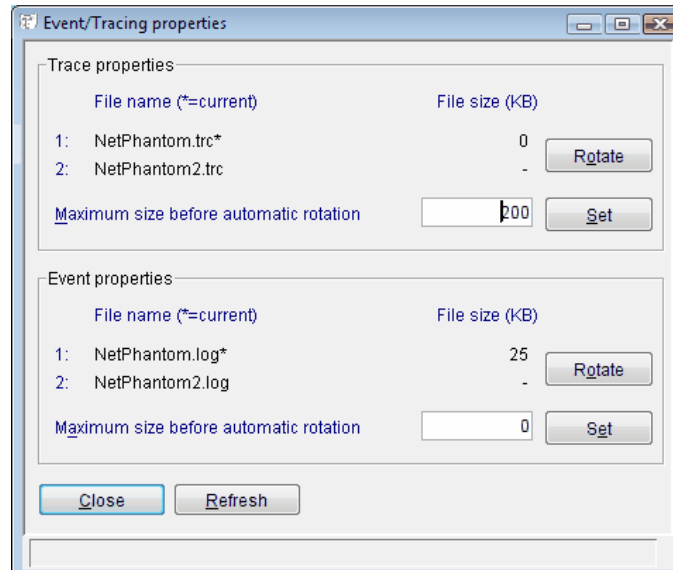 Event/Tracing properties
Trace properties
File name (*=current) File size (KB)
1: NetPhantom.trc* 0
Rotate
2: NetPhantom2.trc -
Maximum size before automatic rotation 200 Set
Event properties
File name (*=current) File size (KB)
1: NetPhantom.log* 25
Rotate
2: NetPhantom2.log -
Maximum size before automatic rotation 0 Set
Close Refresh